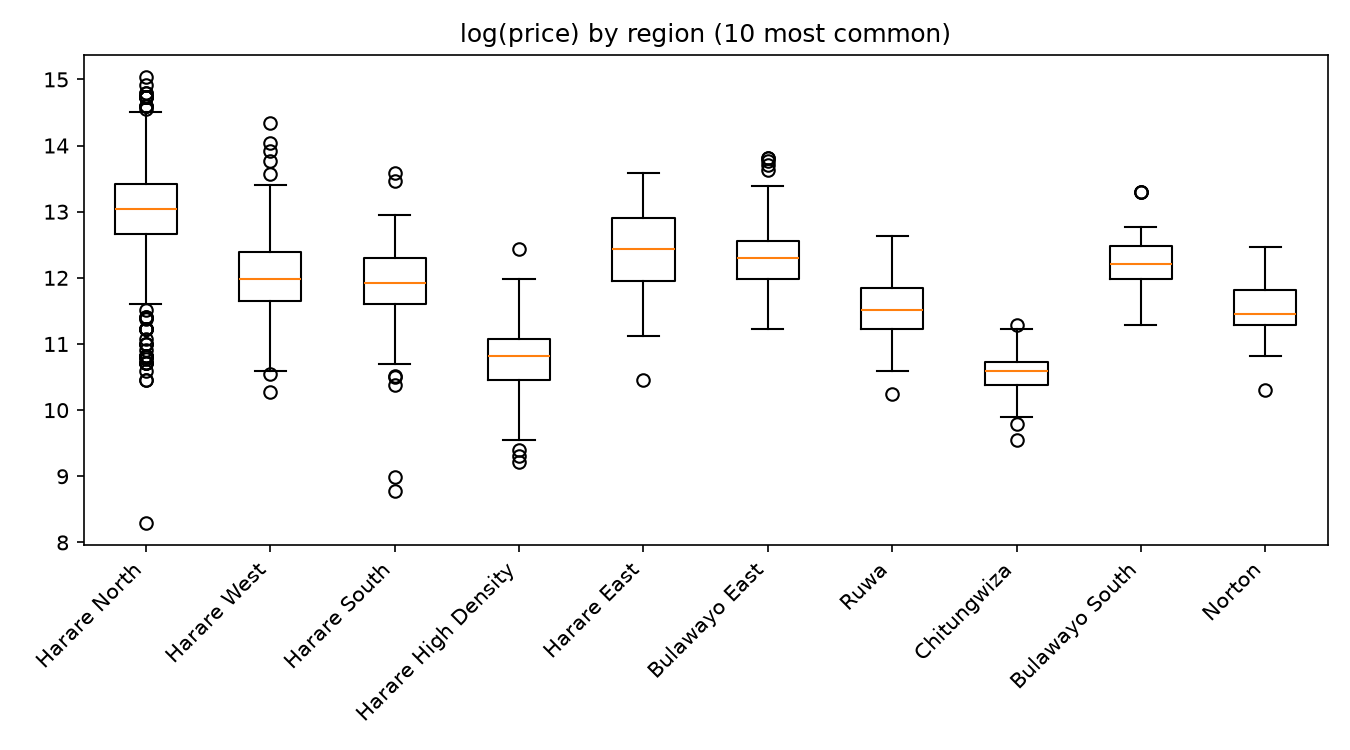 log(price) by region (10 most common)
15
14
13
12
11
10
9
8
Harare North
Harare West
Harare South
Harare High Density
Harare East
Bulawayo East
Ruwa
Chitungwiza
Bulawayo South
Norton